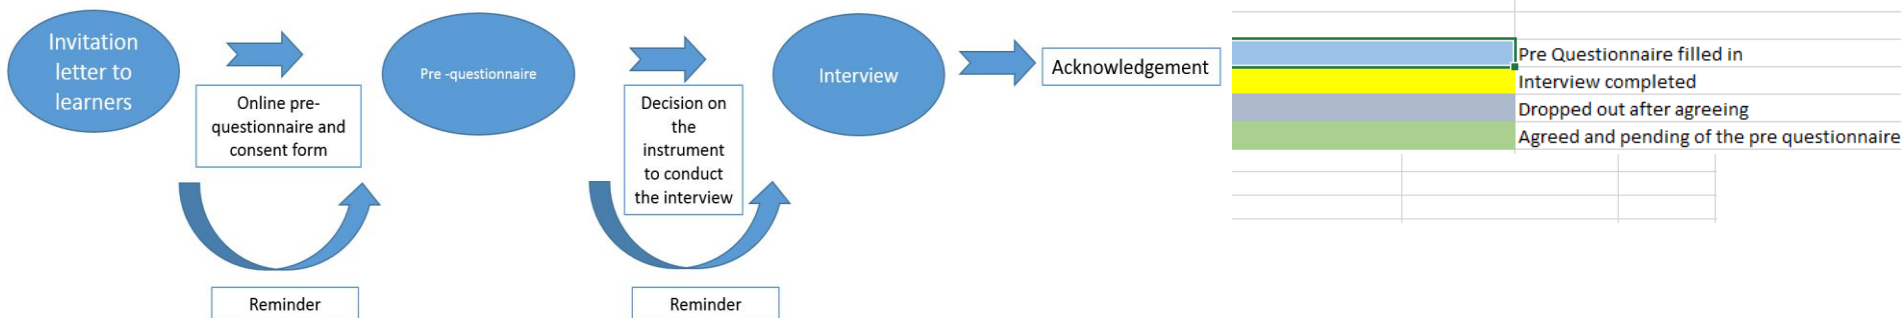 Invitation
letter to
learners
Online pre-
questionnaire and
consent form
Reminder
Pre -questionnaire
Decision on
the
instrument
to conduct
the interview
Reminder
Interview
Acknowledgement
Pre Questionnaire filled in
Interview completed
Dropped out after agreeing
Agreed and pending of the pre questionnaire